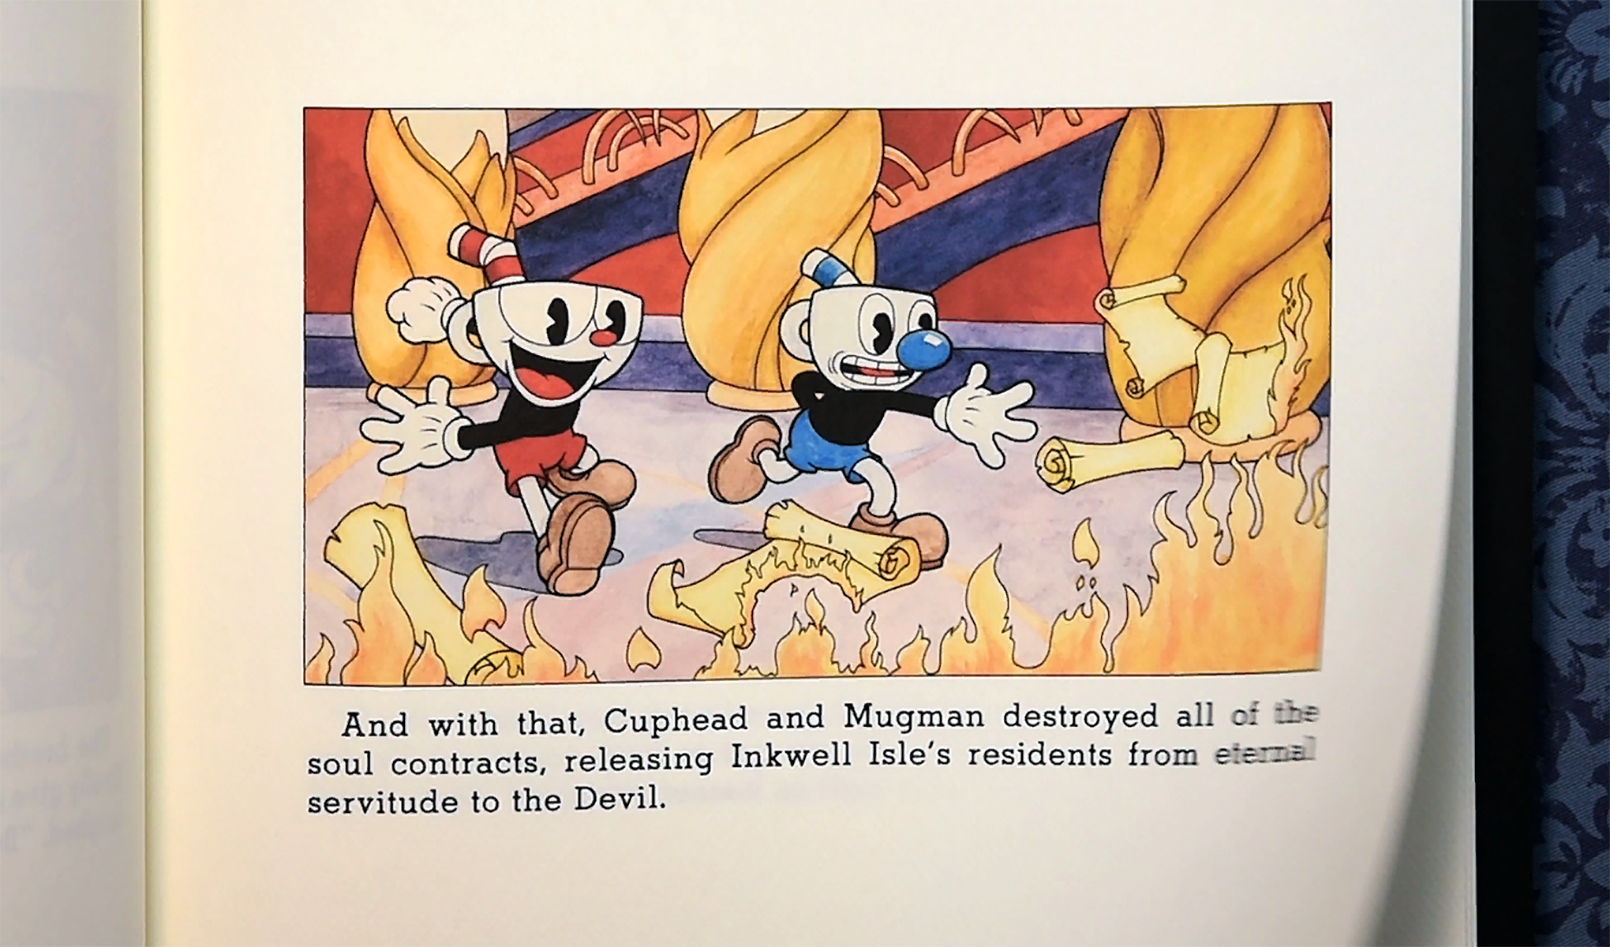 And with that, Cuphead and Mugman destroyed all of the
soul contracts, releasing Inkwell Isle's residents from eternal
servitude to the Devil.